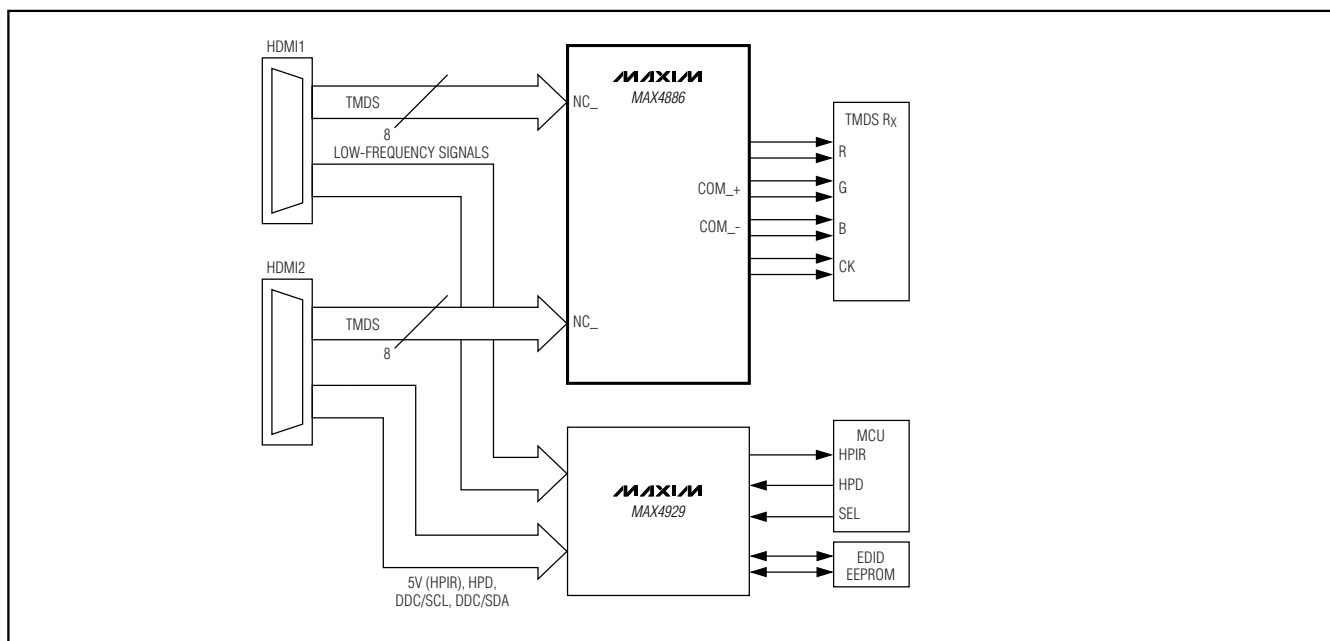 HDMI1
TMDS
8
LOW-FREQUENCY SIGNALS
MAXIM
MAX4886
NC_
COM_+
COM_-
NC_
TMDS RX
R
G
B
CK
HDMI2
TMDS
8
5V (HPIR), HPD,
DDC/SCL, DDC/SDA
MAXIM
MAX4929
MCU
HPIR
HPD
SEL
EDID
EEPROM